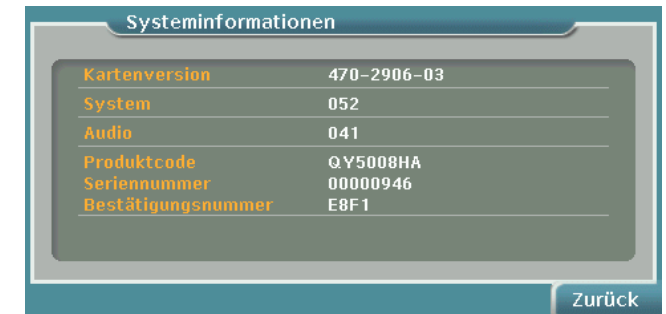 Systeminformationen
Kartenversion 470-2906-03
System 052
Audio 041
Produktcode QY5008HA
Seriennummer 00000946
Bestätigungsnummer E8F1
Zurück